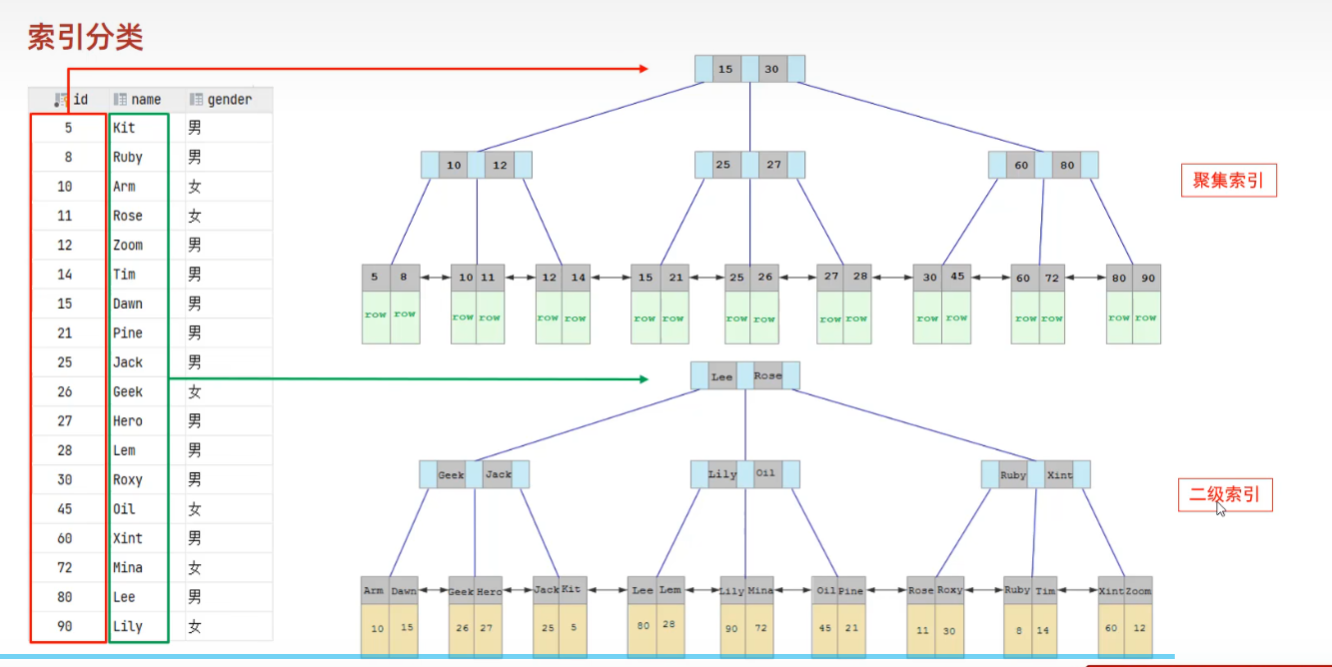 索引分类
id name gender
5 Kit 男
8 Ruby 男
10 Arm 女
11 Rose 女
12 Zoom 男
14 Tim 男
15 Dawn 男
21 Pine 男
25 Jack 男
26 Geek 女
27 Hero 男
28 Lem 男
30 Roxy 男
45 Oil 女
60 Xint 男
72 Mina 女
80 Lee 男
90 Lily 女
15 30
10 12 25 27 60 80
聚集索引
5 8 10 11 12 14 15 21 25 26 27 28 30 45 60 72 80 90
row row row row row row row row row row row row row row row row row row
Lee Rose
Geek Jack Lily Oil Ruby Xint
二级索引
Arm Dawn Geek Hero Jack Kit Lee Lem Lily Mina Oil Pine Rose Roxy Ruby Tim Xint Zoom
10 15 26 27 25 5 80 28 90 72 45 21 11 30 8 14 60 12